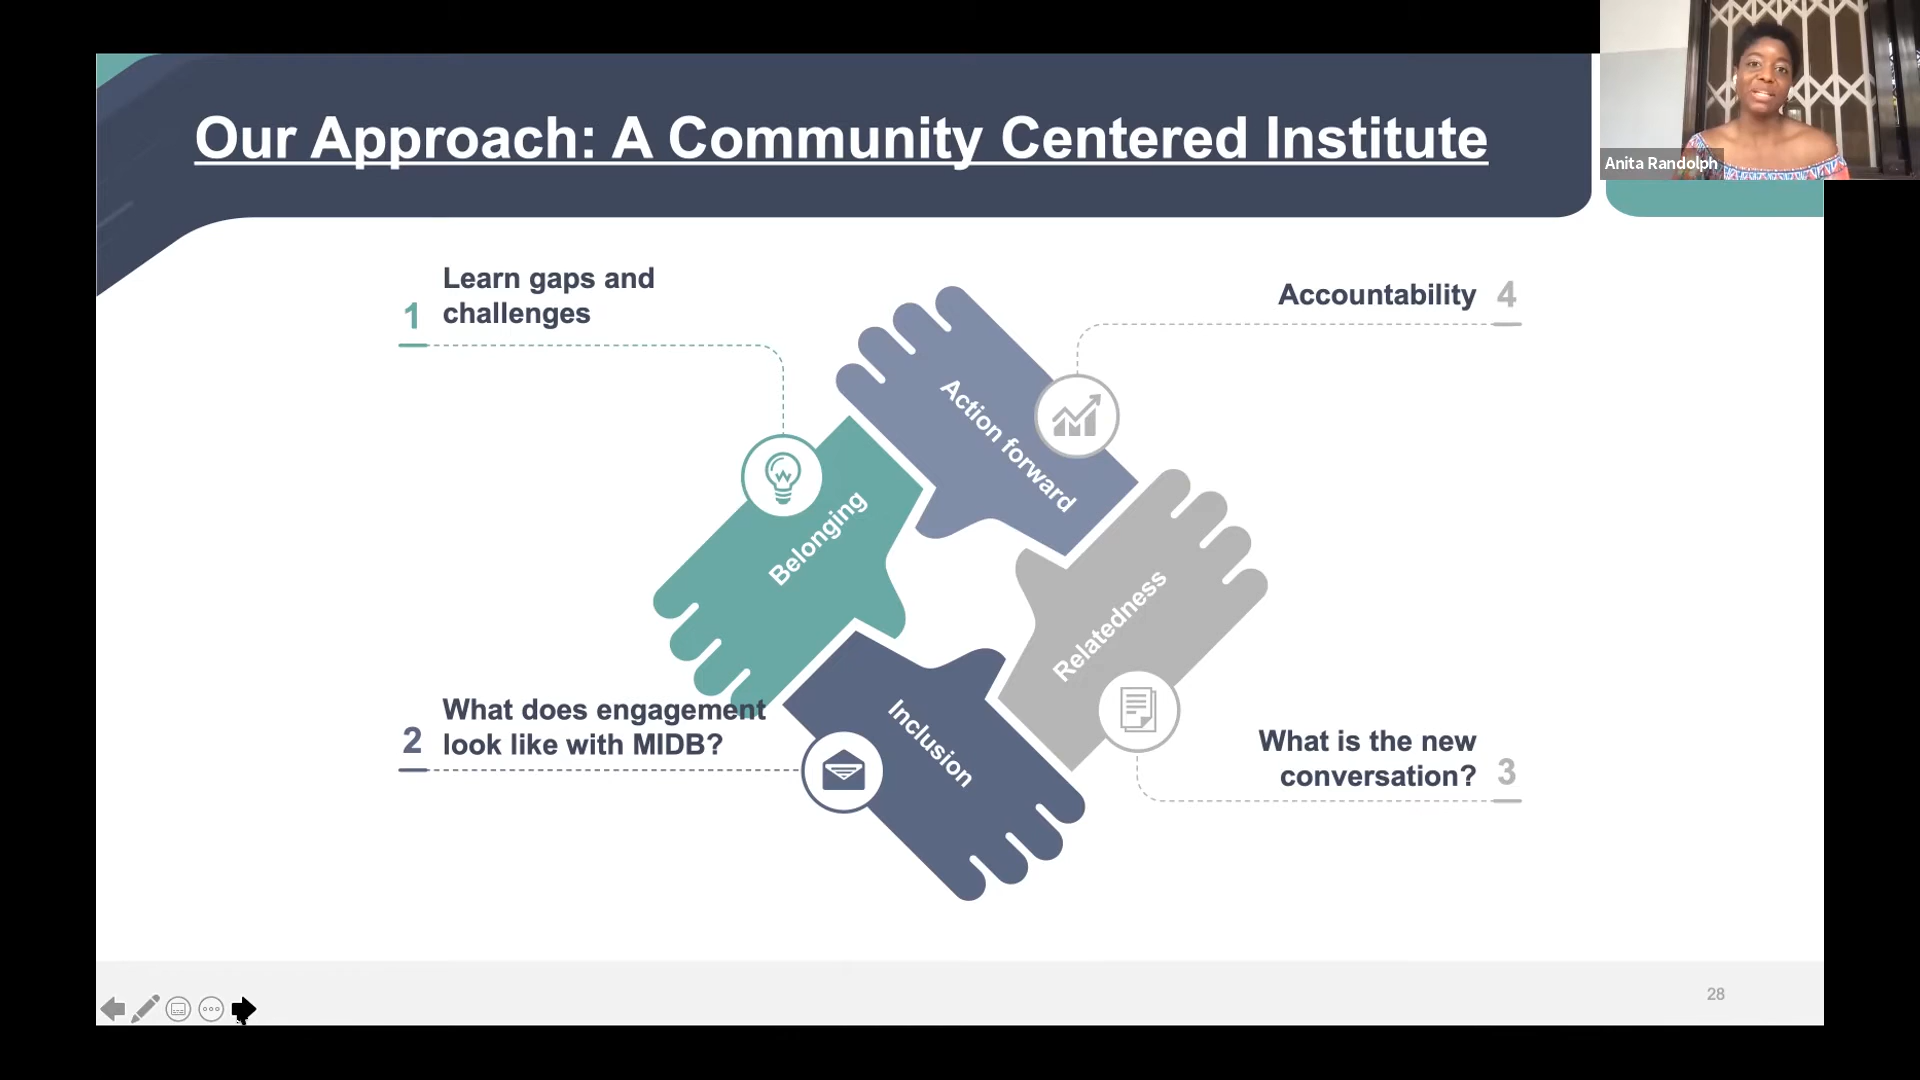 Our Approach: A Community Centered Institute
Anita Randolph
1
Learn gaps and
challenges
Accountability
4
Action forward
Belonging
Relatedness
Inclusion
2
What does engagement
look like with MIDB?
What is the new
conversation?
3
28